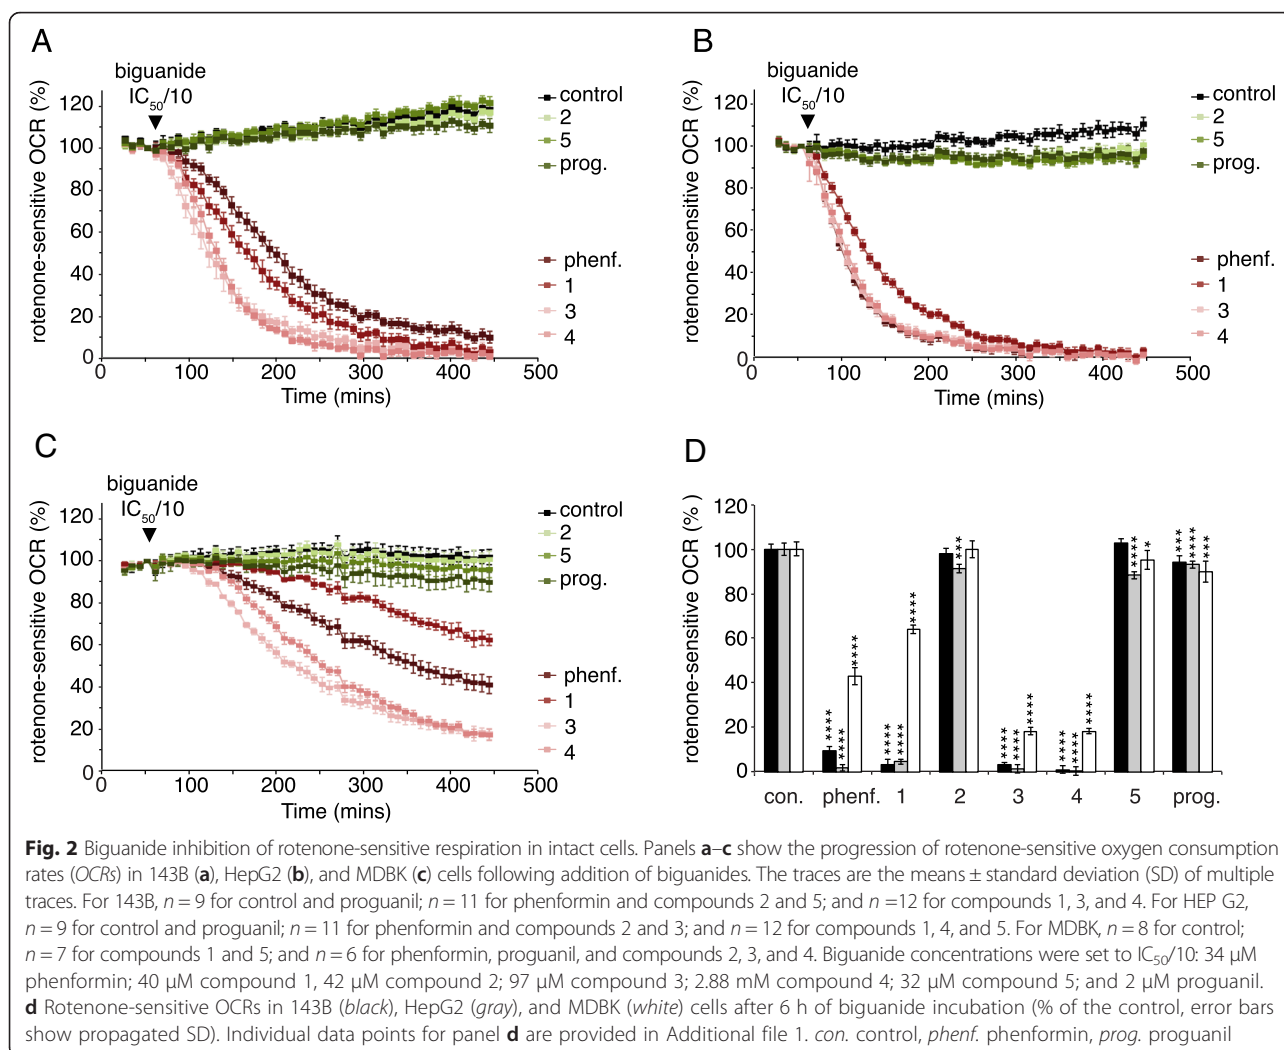 A
biguanide
IC50/10
rotenone-sensitive OCR (%)
120
100
80
60
40
20
0
100
200
300
400
500
Time (mins)
control
2
5
prog.
phenf.
1
3
4
B
biguanide
IC50/10
rotenone-sensitive OCR (%)
120
100
80
60
40
20
0
100
200
300
400
500
Time (mins)
control
2
5
prog.
phenf.
1
3
4
C
biguanide
IC50/10
rotenone-sensitive OCR (%)
120
100
80
60
40
20
0
0
100
200
300
400
500
Time (mins)
control
2
5
prog.
phenf.
1
3
4
D
rotenone-sensitive OCR (% )
120
100
80
60
40
20
0
****
****
****
****
****
****
***
****
****
****
****
****
****
****
*
***
****
***
con.
phenf.
1
2
3
4
5
prog.
Fig. 2 Biguanide inhibition of rotenone-sensitive respiration in intact cells. Panels a–c show the progression of rotenone-sensitive oxygen consumption
rates (OCRs) in 143B (a), HepG2 (b), and MDBK (c) cells following addition of biguanides. The traces are the means ± standard deviation (SD) of multiple
traces. For 143B, n = 9 for control and proguanil; n = 11 for phenformin and compounds 2 and 5; and n =12 for compounds 1, 3, and 4. For HEP G2,
n = 9 for control and proguanil; n = 11 for phenformin and compounds 2 and 3; and n = 12 for compounds 1, 4, and 5. For MDBK, n = 8 for control;
n = 7 for compounds 1 and 5; and n = 6 for phenformin, proguanil, and compounds 2, 3, and 4. Biguanide concentrations were set to IC50/10: 34 μM
phenformin; 40 μM compound 1, 42 μM compound 2; 97 μM compound 3; 2.88 mM compound 4; 32 μM compound 5; and 2 μM proguanil.
d Rotenone-sensitive OCRs in 143B (black), HepG2 (gray), and MDBK (white) cells after 6 h of biguanide incubation (% of the control, error bars
show propagated SD). Individual data points for panel d are provided in Additional file 1. con. control, phenf. phenformin, prog. proguanil